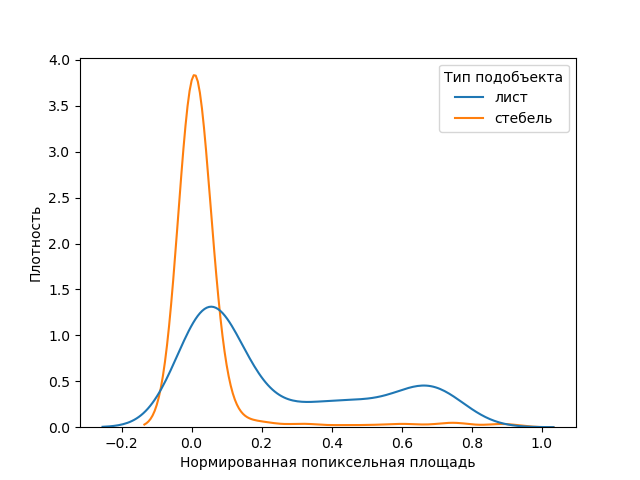 4.0
3.5
3.0
2.5
2.0
1.5
1.0
0.5
0.0
Плотность
Тип подобъекта
лист
стебель
−0.2 0.0 0.2 0.4 0.6 0.8 1.0
Нормированная попиксельная площадь